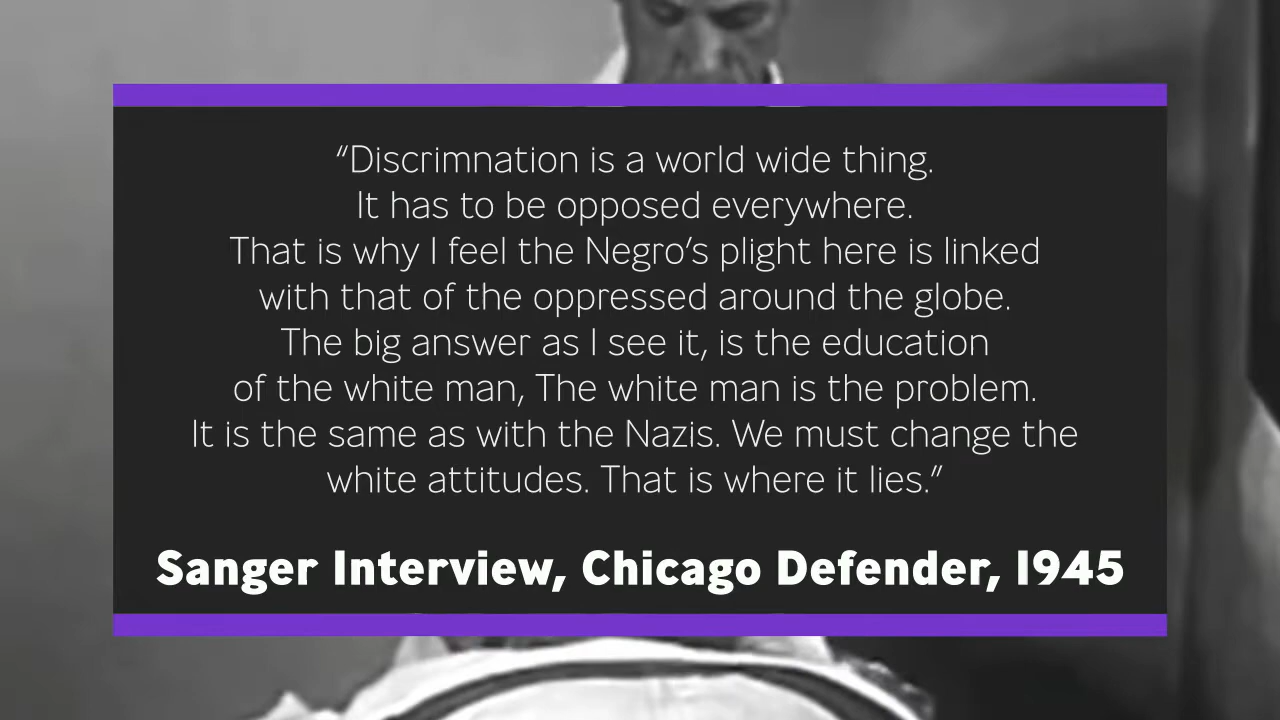 “Discrimnation is a world wide thing.
It has to be opposed everywhere.
That is why I feel the Negro’s plight here is linked
with that of the oppressed around the globe.
The big answer as I see it, is the education
of the white man, The white man is the problem.
It is the same as with the Nazis. We must change the
white attitudes. That is where it lies.”
Sanger Interview, Chicago Defender, 1945